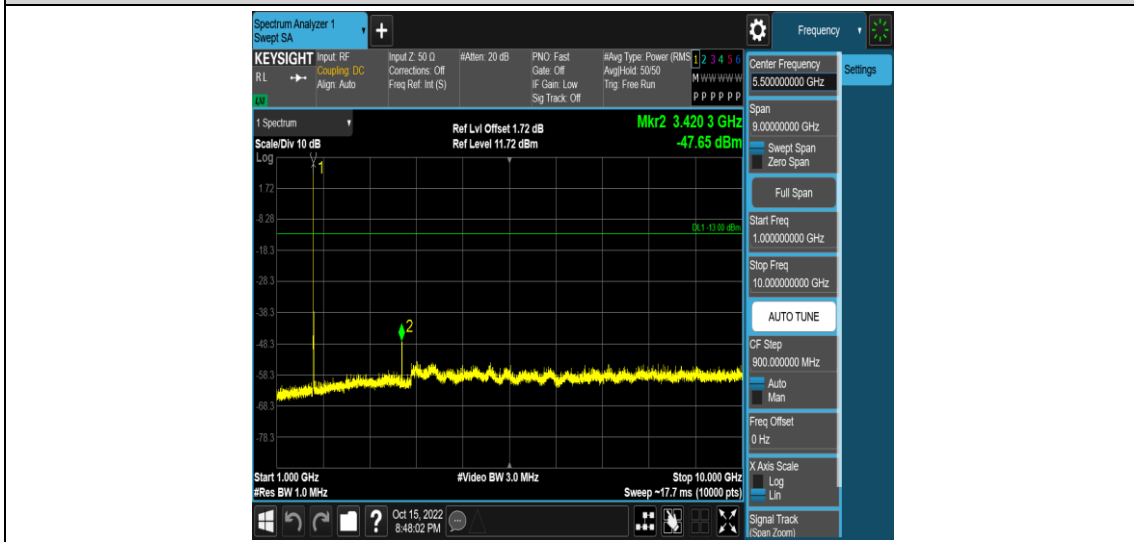 Spectrum Analyzer 1
Swept SA
+
Frequency
KEYSIGHT
RL
LXI
Input: RF
Coupling: DC
Align: Auto
Input Z: 50 Ω
Corrections: Off
Freq Ref: Int (S)
#Atten: 20 dB
PNO: Fast
Gate: Off
IF Gain: Low
Sig Track: Off
#Avg Type: Power (RMS
Avg|Hold: 50/50
Trig: Free Run
1 2 3 4 5 6
M W W W W W
P P P P P P
Center Frequency
5.500000000 GHz
Settings
Span
9.00000000 GHz
Swept Span
Zero Span
Full Span
Start Freq
1.000000000 GHz
Stop Freq
10.000000000 GHz
AUTO TUNE
CF Step
900.000000 MHz
Auto
Man
Freq Offset
0 Hz
X Axis Scale
Log
Lin
Signal Track
(Span Zoom)
1 Spectrum
Scale/Div 10 dB
Log
Ref Lvl Offset 1.72 dB
Ref Level 11.72 dBm
Mkr2 3.420 3 GHz
-47.65 dBm
1
1.72
-8.28
DL1 -13.00 dBm
-18.3
-28.3
-38.3
2
-48.3
-58.3
-68.3
-78.3
Start 1.000 GHz
#Video BW 3.0 MHz
Stop 10.000 GHz
#Res BW 1.0 MHz
Sweep ~17.7 ms (10000 pts)
?
Oct 15, 2022
8:48:02 PM